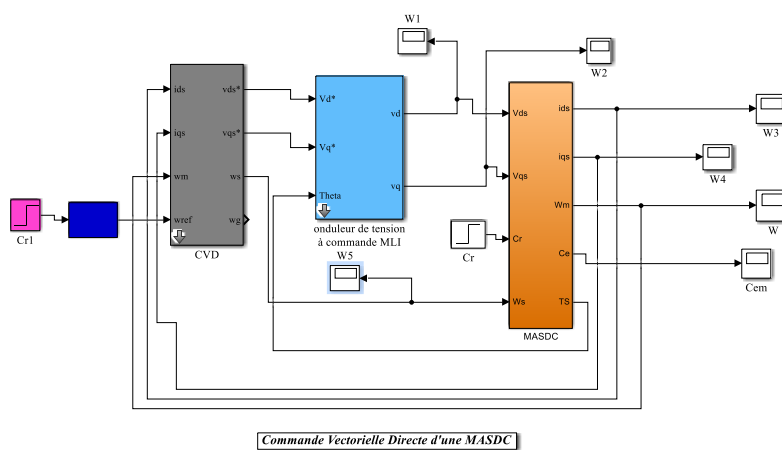 W1
W2
W3
W4
W
Cem
ids
iqs
wm
wref
vds*
vqs*
ws
wg
CVD
Cr1
Vd*
Vq*
Theta
vd
vq
onduleur de tension
à commande MLI
W5
Vds
Vqs
Cr
Ws
ids
iqs
Wm
Ce
TS
MASDC
Cr
Commande Vectorielle Directe d'une MASDC